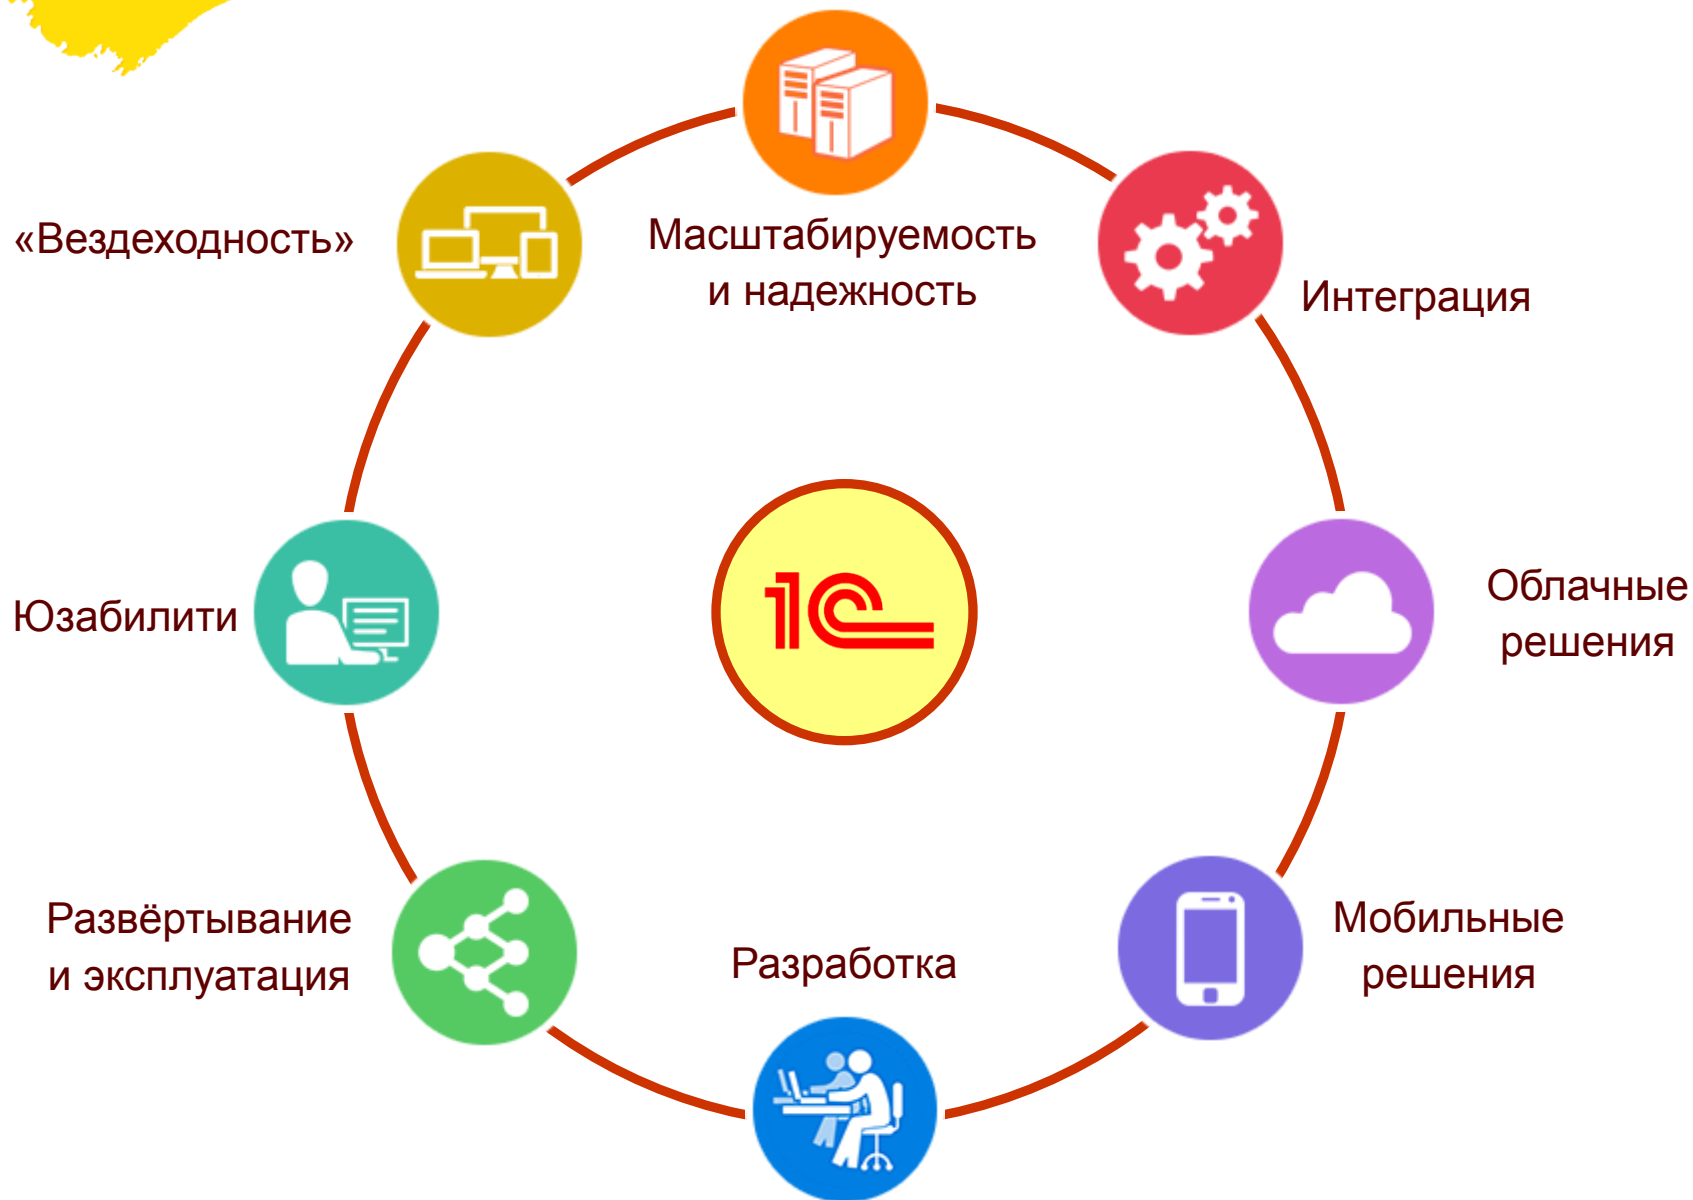 Масштабируемость
и надежность
«Вездеходность»
Интеграция
1С
Юзабилити
Облачные
решения
Развёртывание
и эксплуатация
Разработка
Мобильные
решения